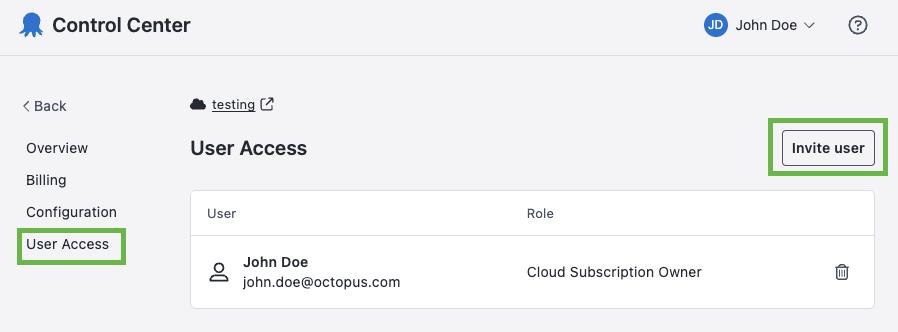 Control Center
JD John Doe
Back
testing
Overview
User Access
Invite user
Billing
Configuration
User Access
User Role
John Doe
john.doe@octopus.com
Cloud Subscription Owner